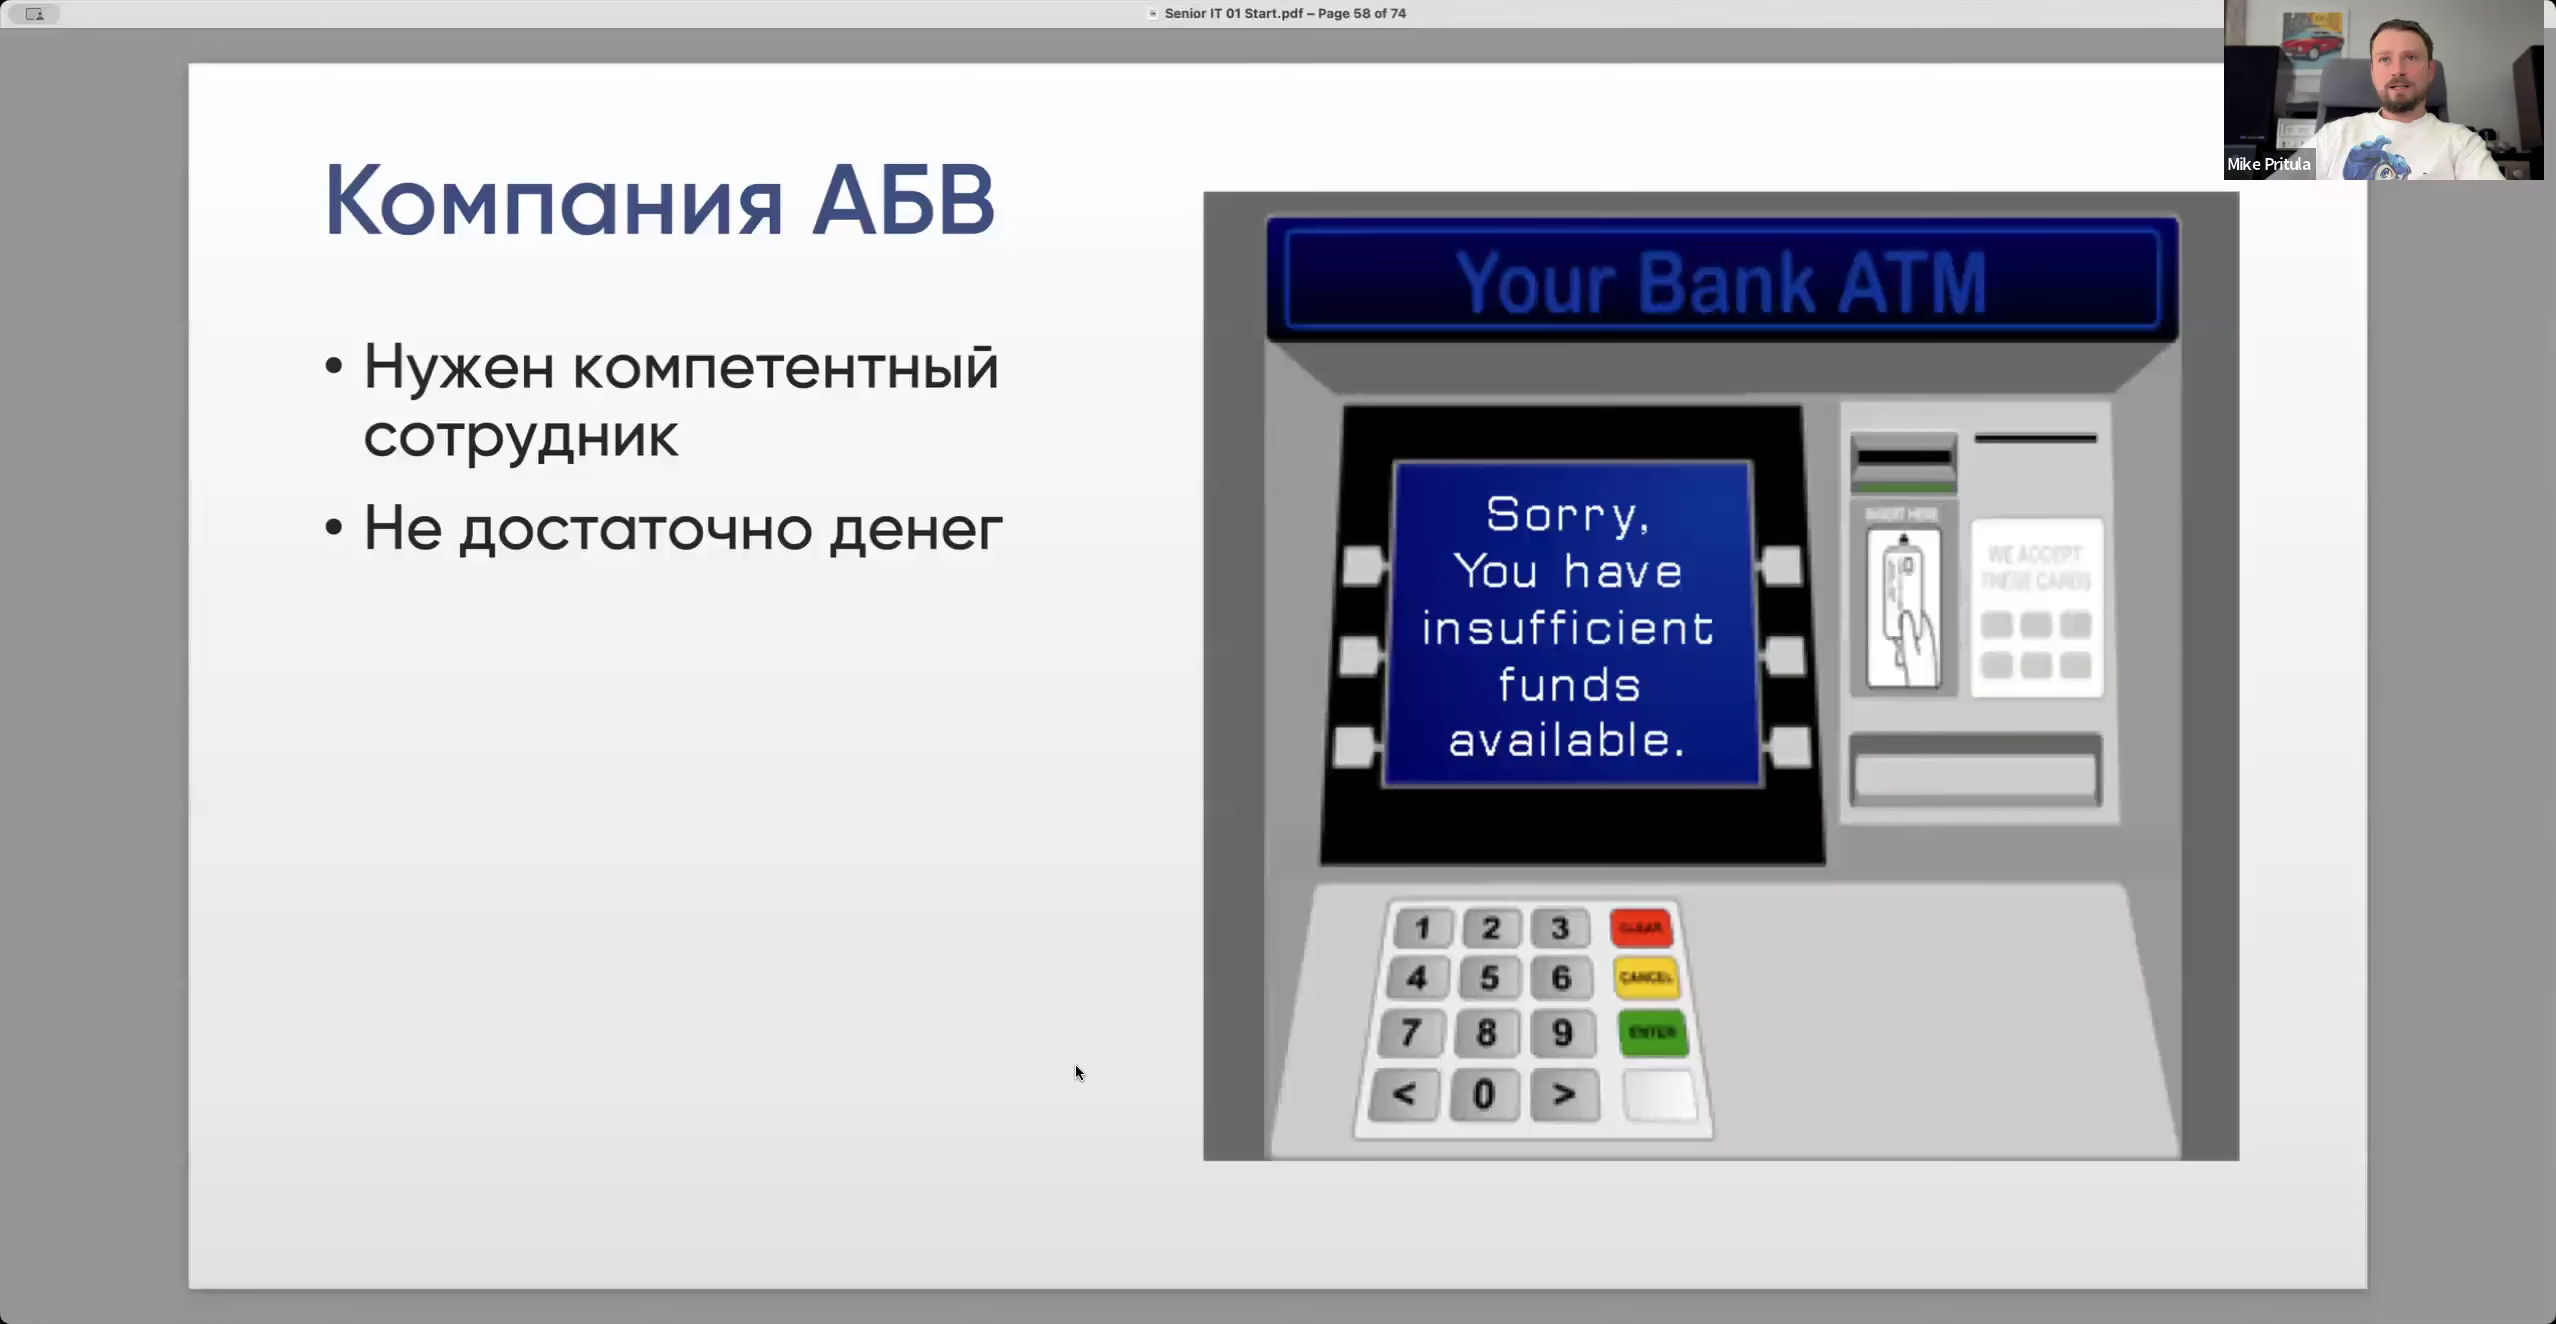 Senior IT 01 Start.pdf – Page 58 of 74
Mike Pritula
Компания АБВ
• Нужен компетентный
сотрудник
• Не достаточно денег
Your Bank ATM
Sorry,
You have
insufficient
funds
available.
INSERT HERE
WE ACCEPT
THESE CARDS
1 2 3 CLEAR
4 5 6 CANCEL
7 8 9 ENTER
< 0 >